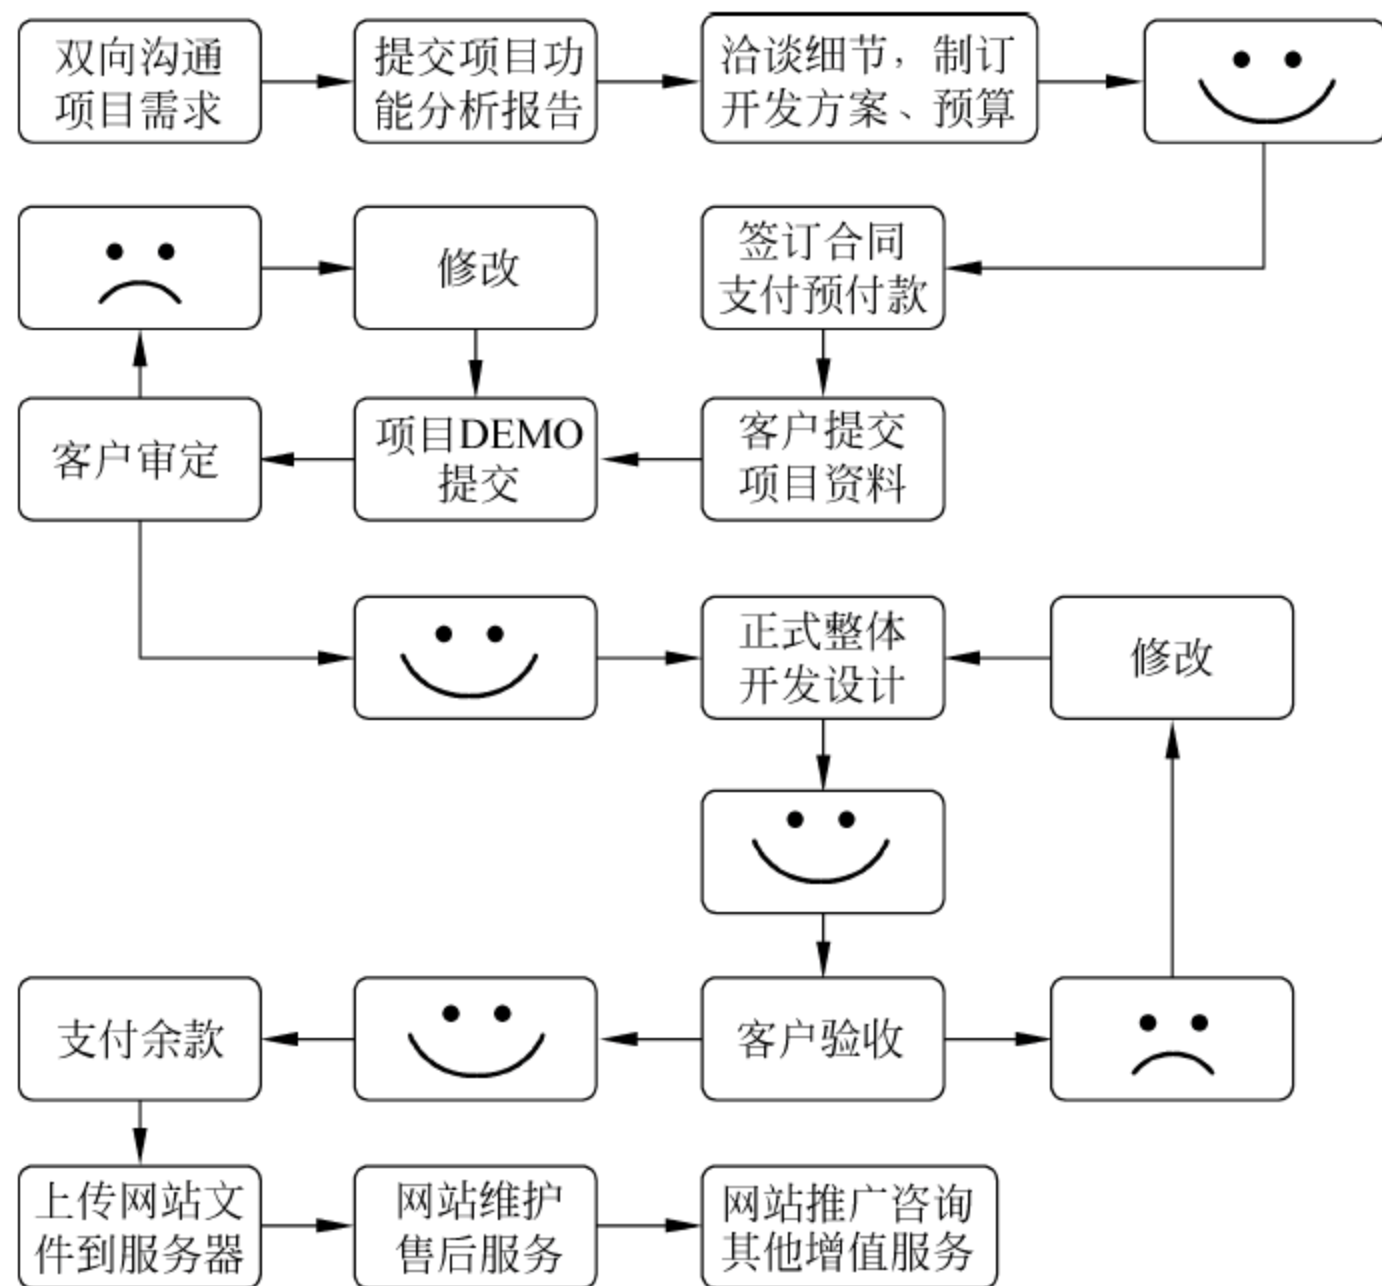 双向沟通
项目需求
提交项目功
能分析报告
洽谈细节，制订
开发方案、预算
修改
签订合同
支付预付款
客户审定
项目DEMO
提交
客户提交
项目资料
正式整体
开发设计
修改
支付余款
客户验收
上传网站文
件到服务器
网站维护
售后服务
网站推广咨询
其他增值服务